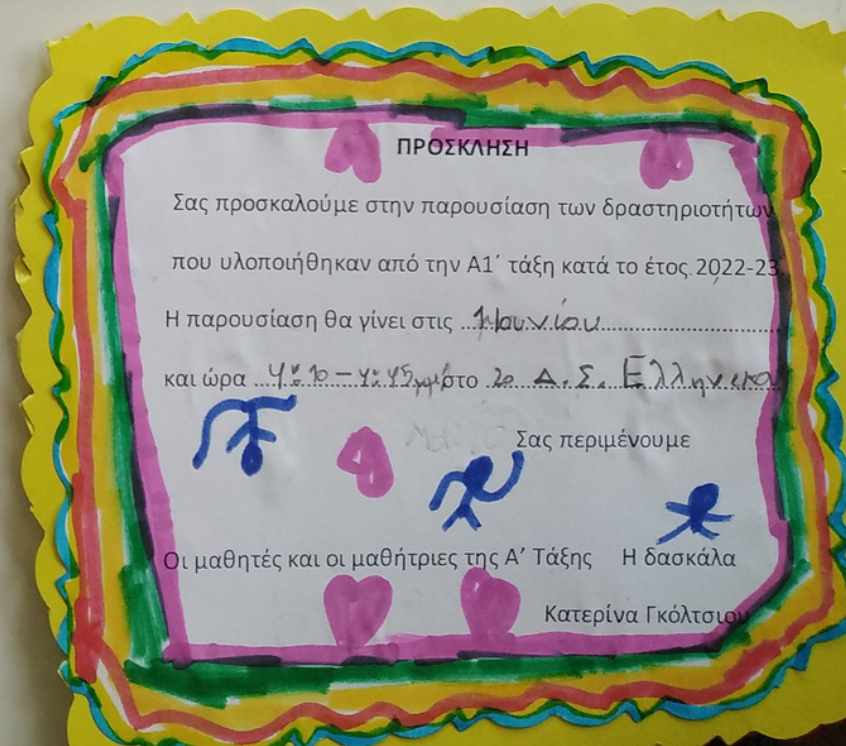 ΠΡΟΣΚΛΗΣΗ
Σας προσκαλούμε στην παρουσίαση των δραστηριοτήτων
που υλοποιήθηκαν από την Α1΄ τάξη κατά το έτος 2022-23.
Η παρουσίαση θα γίνει στις ...Ιουνίου...
και ώρα ... στο 2ο Δ.Σ. Ελληνικο
Σας περιμένουμε
Οι μαθητές και οι μαθήτριες της Α’ Τάξης Η δασκάλα
Κατερίνα Γκόλτσιου